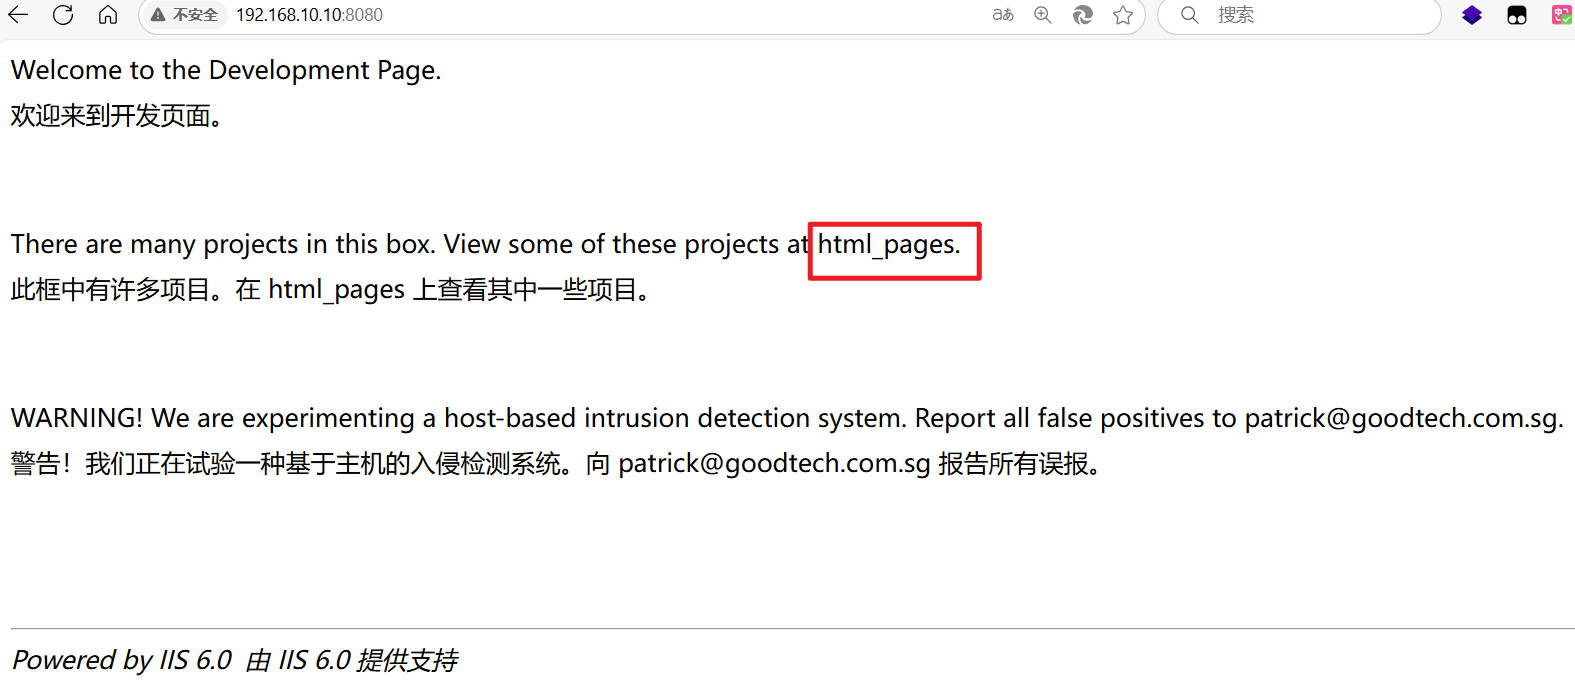 不安全 192.168.10.10:8080 aあ 搜索
Welcome to the Development Page.
欢迎来到开发页面。
There are many projects in this box. View some of these projects at html_pages.
此框中有许多项目。在 html_pages 上查看其中一些项目。
WARNING! We are experimenting a host-based intrusion detection system. Report all false positives to patrick@goodtech.com.sg.
警告！我们正在试验一种基于主机的入侵检测系统。向 patrick@goodtech.com.sg 报告所有误报。
Powered by IIS 6.0 由 IIS 6.0 提供支持